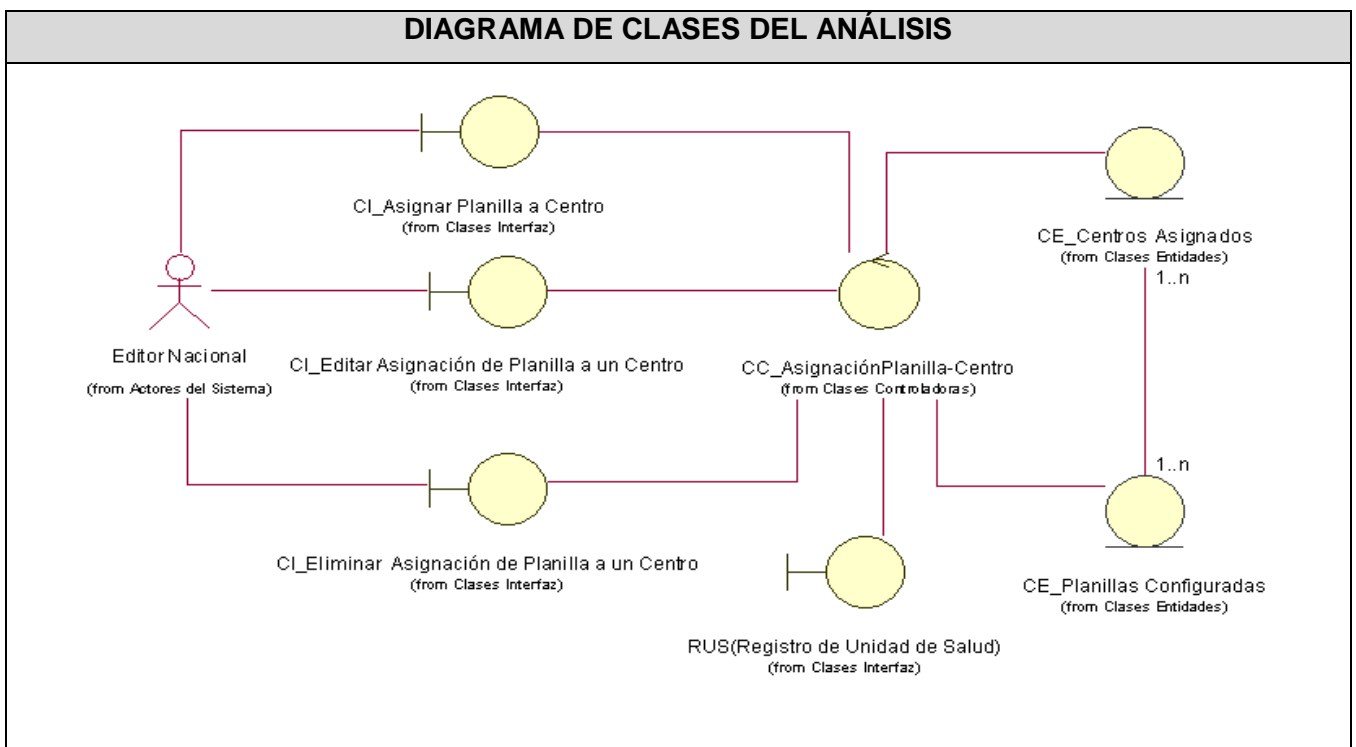 DIAGRAMA DE CLASES DEL ANÁLISIS
CI_Asignar Planilla a Centro
(from Clases Interfaz)
CE_Centros Asignados
(from Clases Entidades)
1..n
Editor Nacional
(from Actores del Sistema)
CI_Editar Asignación de Planilla a un Centro
(from Clases Interfaz)
CC_AsignaciónPlanilla-Centro
(from Clases Controladoras)
1..n
CI_Eliminar Asignación de Planilla a un Centro
(from Clases Interfaz)
CE_Planillas Configuradas
(from Clases Entidades)
RUS(Registro de Unidad de Salud)
(from Clases Interfaz)